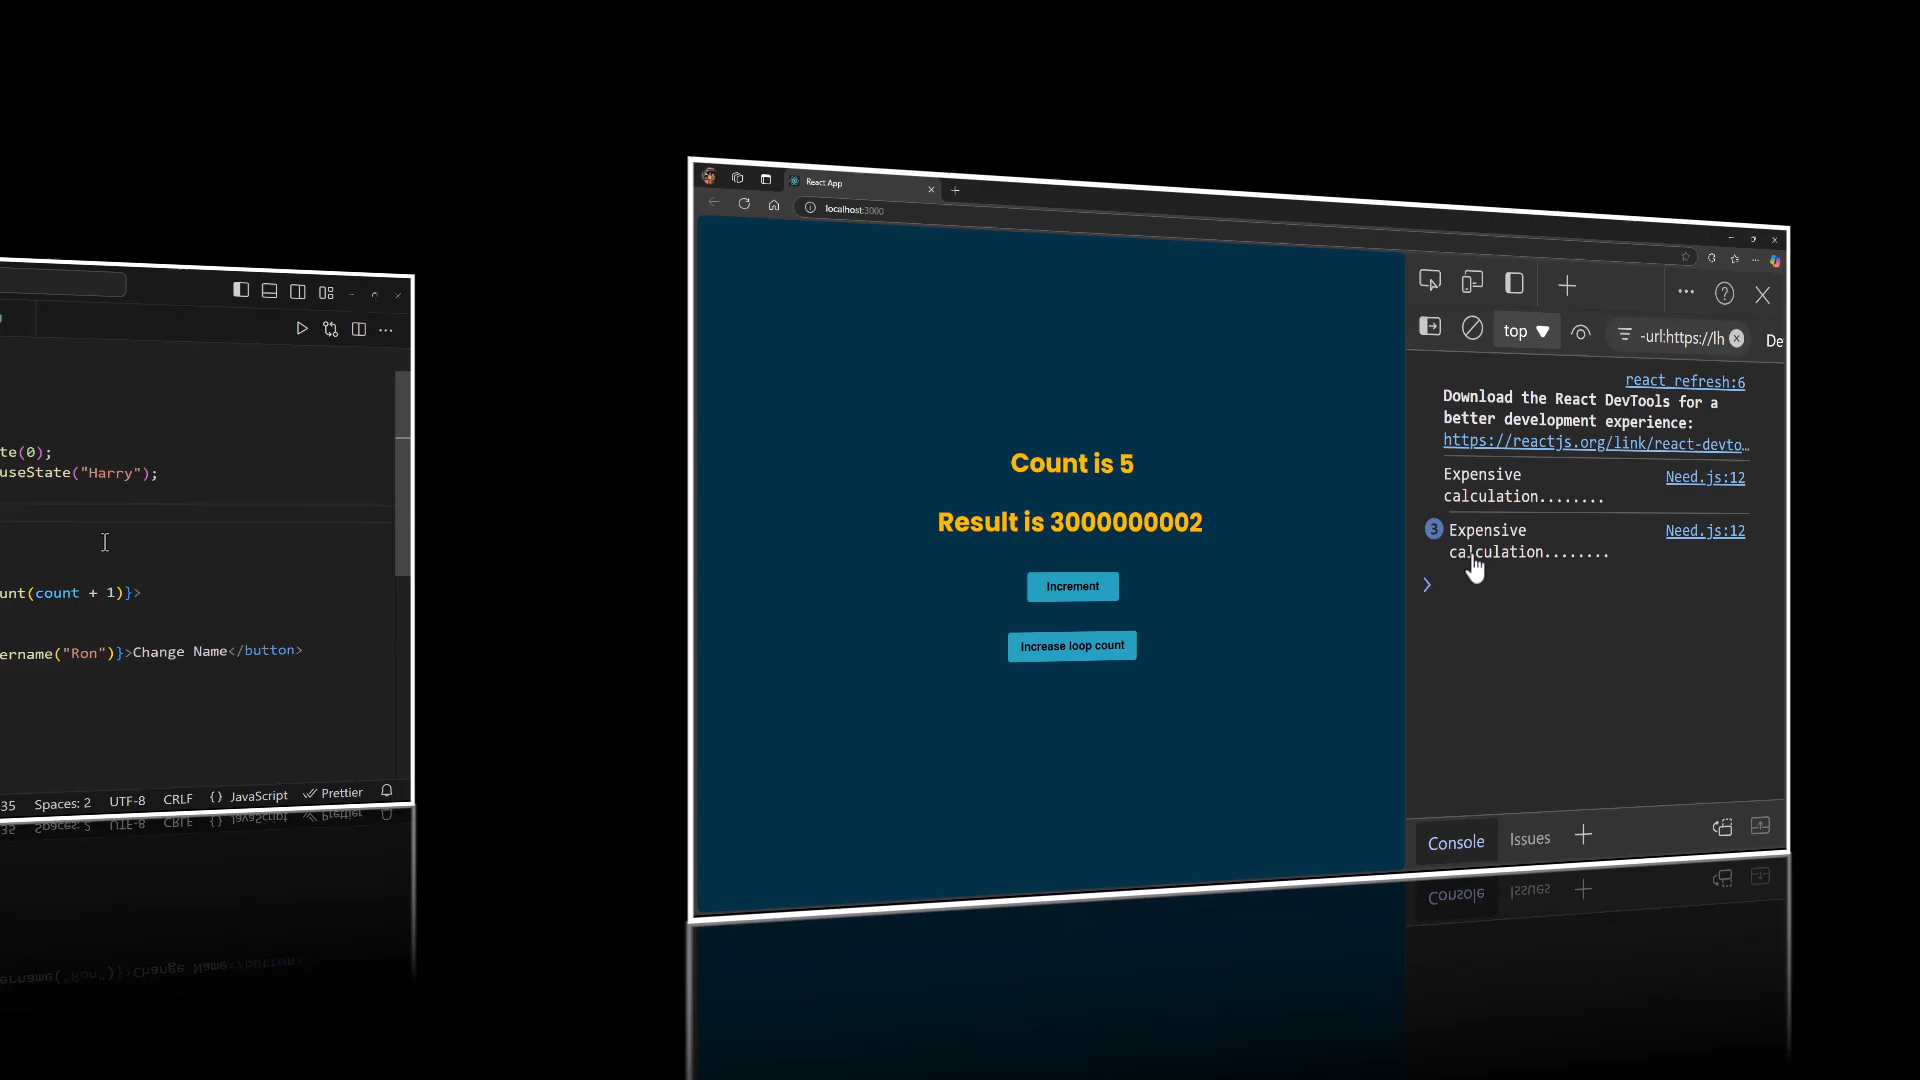 te(0);
useState("Harry");
unt(count + 1)}>
ername("Ron")}>Change Name</button>
35 Spaces: 2 UTF-8 CRLF {} JavaScript Prettier
React App
localhost:3000
Count is 5
Result is 3000000002
Increment
Increase loop count
top
-url:https://lh
De
react refresh:6
Download the React DevTools for a
better development experience:
https://reactjs.org/link/react-devto…
Expensive Need.js:12
calculation........
3 Expensive Need.js:12
calculation........
Console Issues